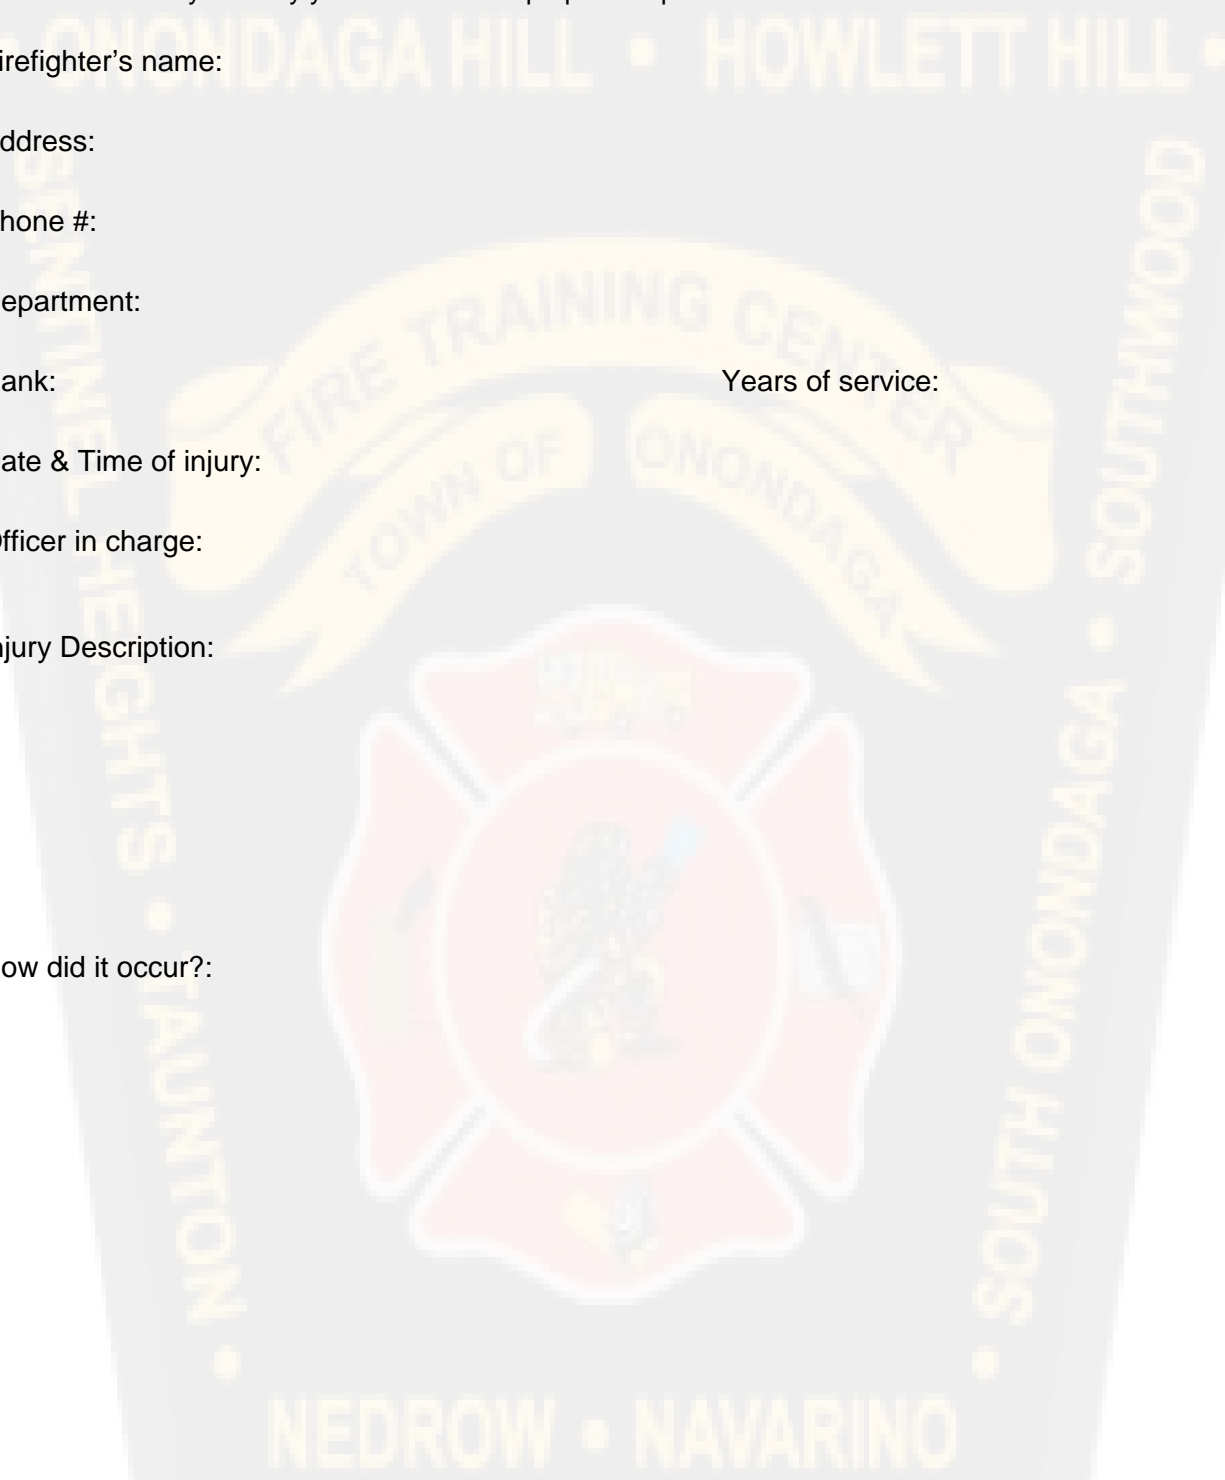 ONONDAGA HILL • HOWLETT HILL •
irefighter's name:
ddress:
hone #:
epartment:
ank: Years of service:
ate & Time of injury:
fficer in charge:
njury Description:
ow did it occur?:
FIRE TRAINING CENTER
TOWN OF ONONDAGA
SENTINEL HEIGHTS • TAUNTON •
SOUTHWOOD • SOUTH ONONDAGA •
NEDROW • NAVARINO